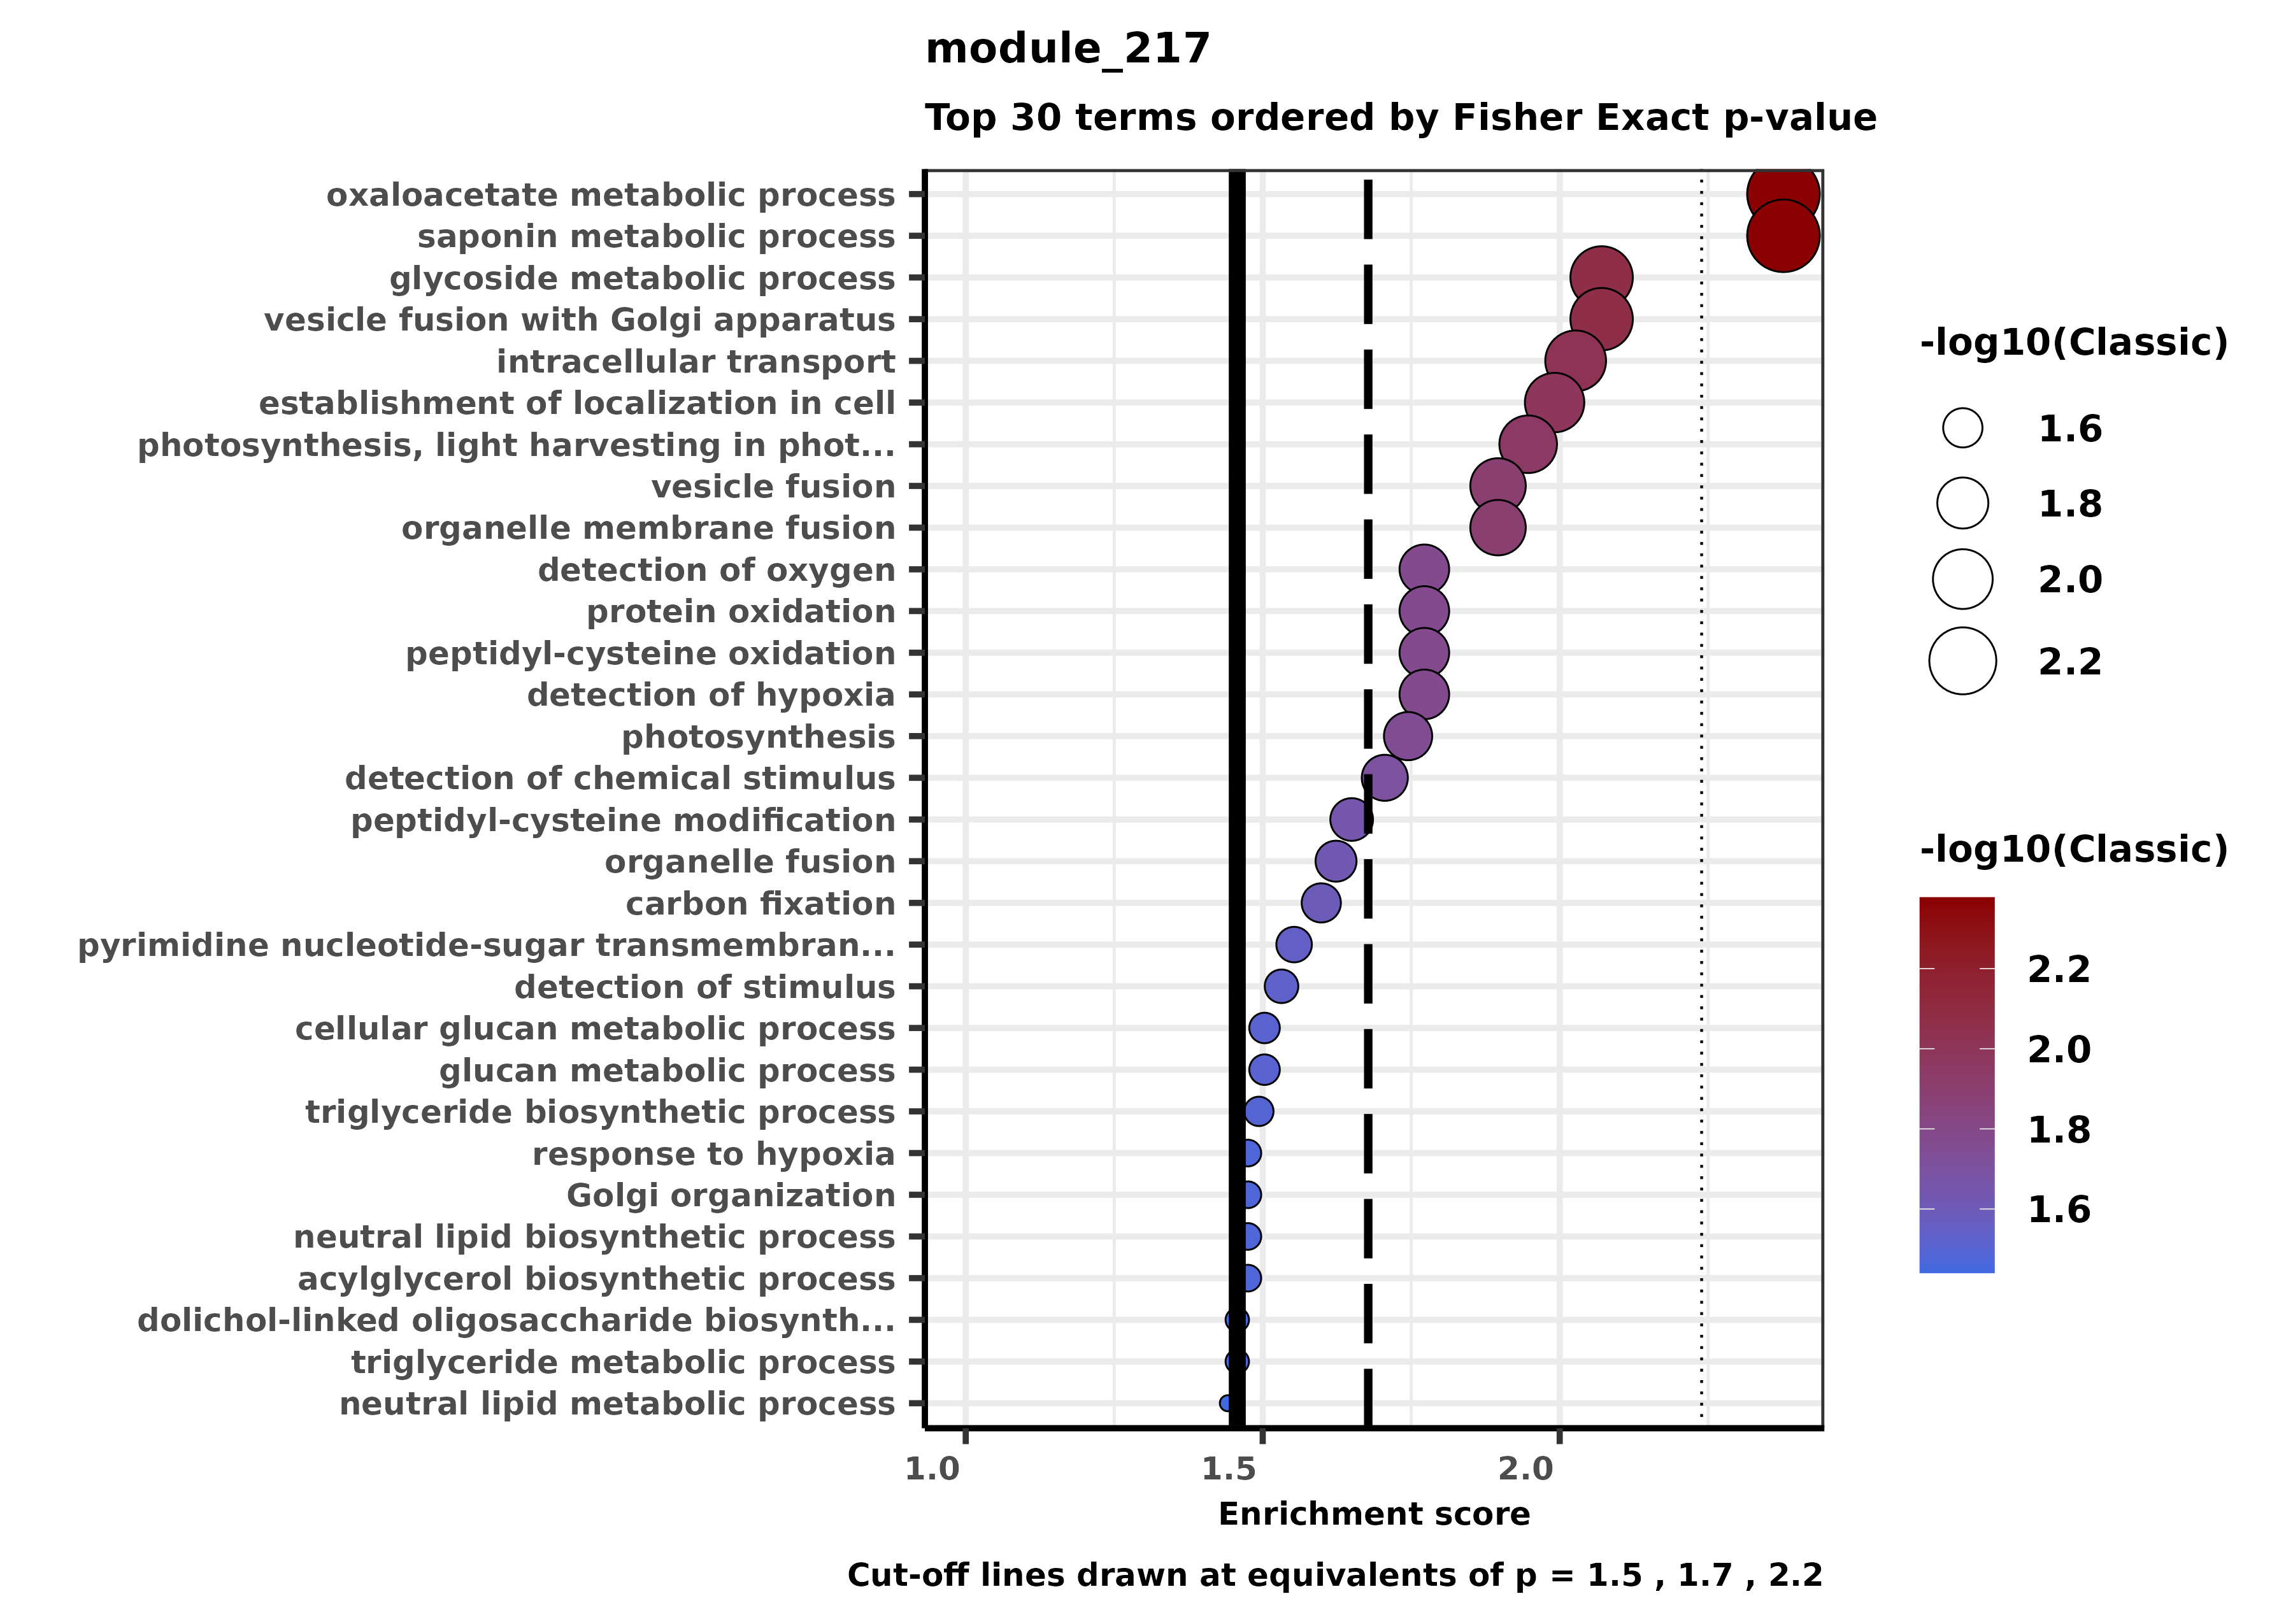 module_217
Top 30 terms ordered by Fisher Exact p-value
oxaloacetate metabolic process
saponin metabolic process
glycoside metabolic process
vesicle fusion with Golgi apparatus
intracellular transport
establishment of localization in cell
photosynthesis, light harvesting in phot...
vesicle fusion
organelle membrane fusion
detection of oxygen
protein oxidation
peptidyl-cysteine oxidation
detection of hypoxia
photosynthesis
detection of chemical stimulus
peptidyl-cysteine modification
organelle fusion
carbon fixation
pyrimidine nucleotide-sugar transmembran...
detection of stimulus
cellular glucan metabolic process
glucan metabolic process
triglyceride biosynthetic process
response to hypoxia
Golgi organization
neutral lipid biosynthetic process
acylglycerol biosynthetic process
dolichol-linked oligosaccharide biosynth...
triglyceride metabolic process
neutral lipid metabolic process
1.0 1.5 2.0
Enrichment score
Cut-off lines drawn at equivalents of p = 1.5 , 1.7 , 2.2
-log10(Classic)
1.6
1.8
2.0
2.2
-log10(Classic)
2.2
2.0
1.8
1.6